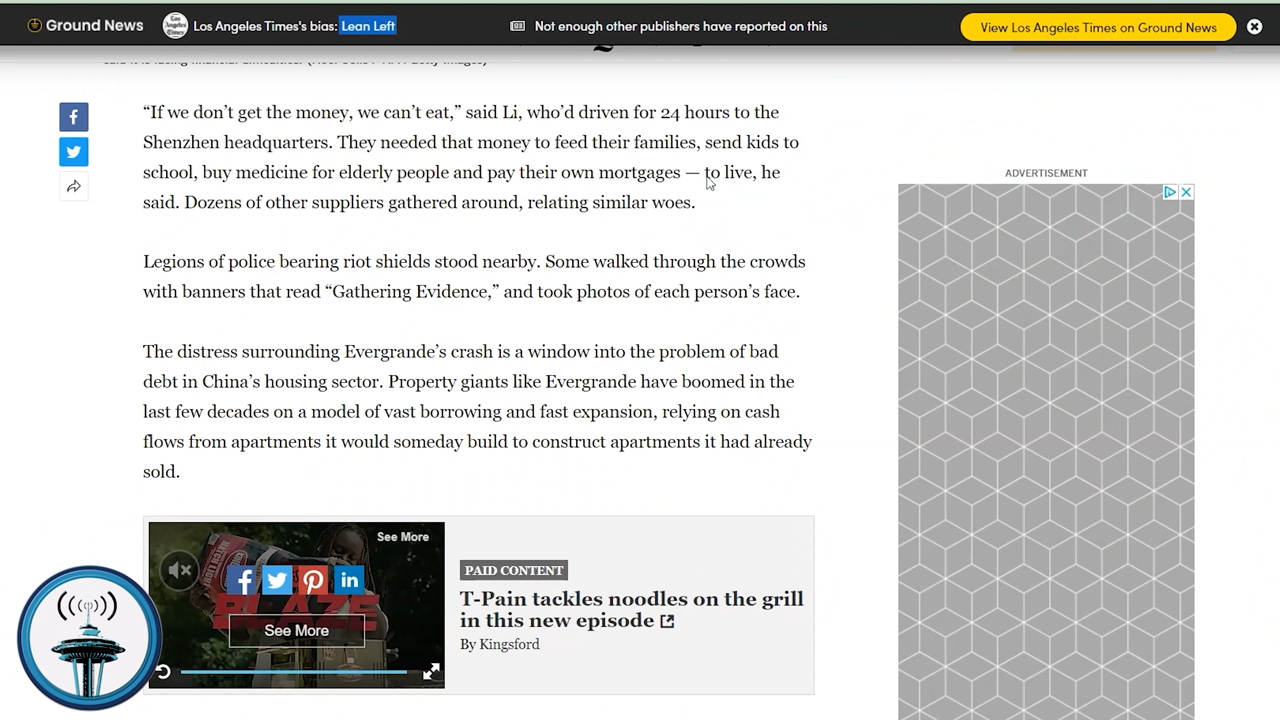 Ground News
Los Angeles Times's bias: Lean Left
Not enough other publishers have reported on this
View Los Angeles Times on Ground News
“If we don’t get the money, we can’t eat,” said Li, who’d driven for 24 hours to the
Shenzhen headquarters. They needed that money to feed their families, send kids to
school, buy medicine for elderly people and pay their own mortgages — to live, he
said. Dozens of other suppliers gathered around, relating similar woes.
Legions of police bearing riot shields stood nearby. Some walked through the crowds
with banners that read “Gathering Evidence,” and took photos of each person’s face.
The distress surrounding Evergrande’s crash is a window into the problem of bad
debt in China’s housing sector. Property giants like Evergrande have boomed in the
last few decades on a model of vast borrowing and fast expansion, relying on cash
flows from apartments it would someday build to construct apartments it had already
sold.
ADVERTISEMENT
See More
See More
PAID CONTENT
T-Pain tackles noodles on the grill
in this new episode
By Kingsford